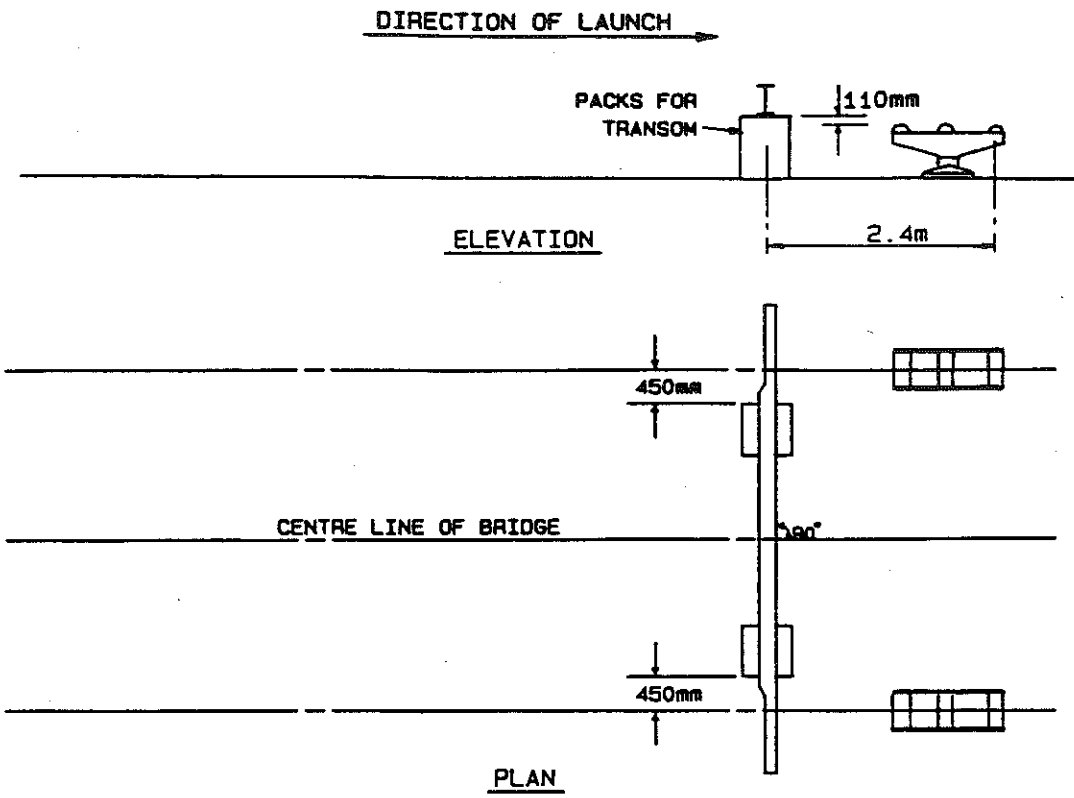 DIRECTION OF LAUNCH
PACKS FOR
TRANSOM
110mm
ELEVATION
2.4m
450mm
CENTRE LINE OF BRIDGE
90°
450mm
PLAN